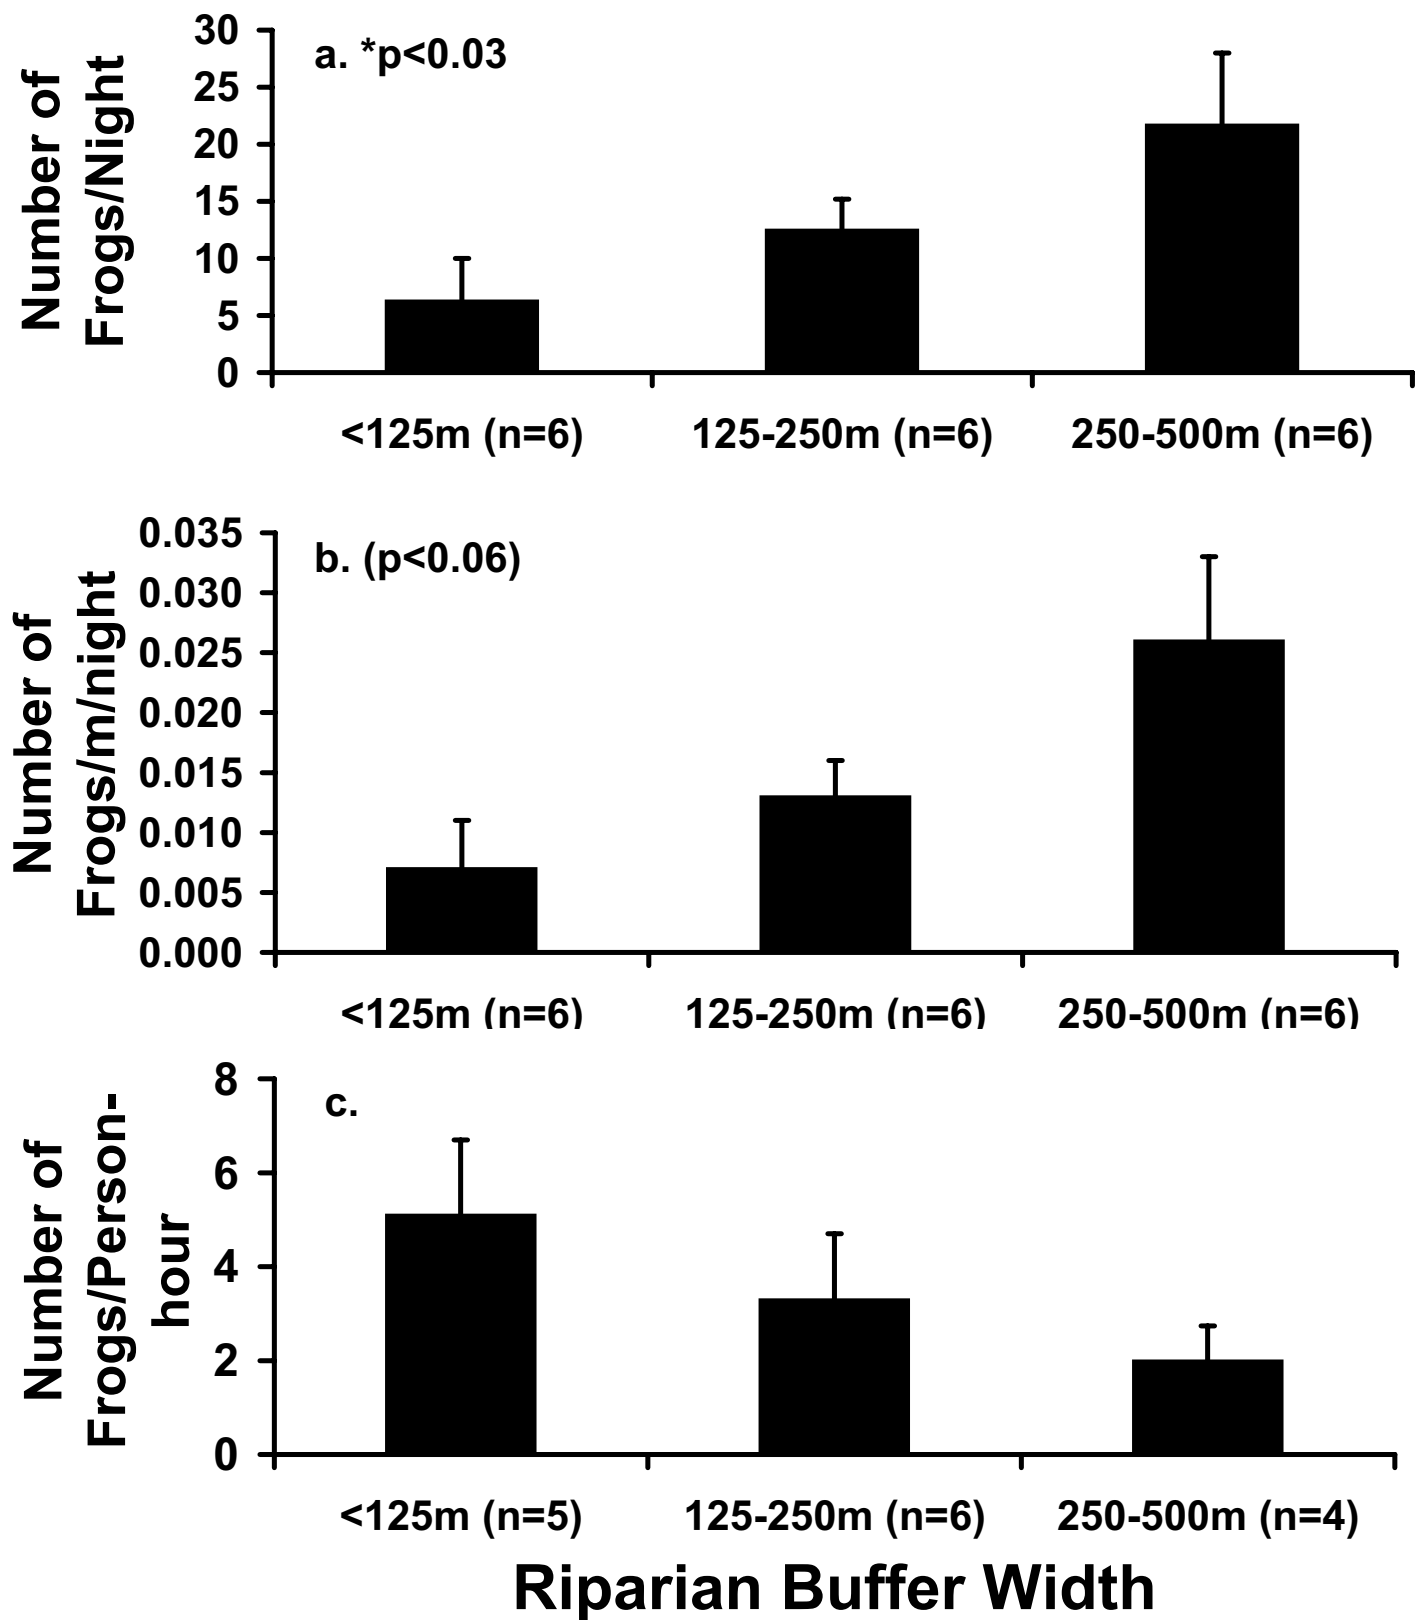 Number of
Frogs/Night
30
25
20
15
10
5
0
a. *p<0.03
<125m (n=6)
125-250m (n=6)
250-500m (n=6)
Number of
Frogs/m/night
0.035
0.030
0.025
0.020
0.015
0.010
0.005
0.000
b. (p<0.06)
<125m (n=6)
125-250m (n=6)
250-500m (n=6)
Number of
Frogs/Person-
hour
8
6
4
2
0
c.
<125m (n=5)
125-250m (n=6)
250-500m (n=4)
Riparian Buffer Width